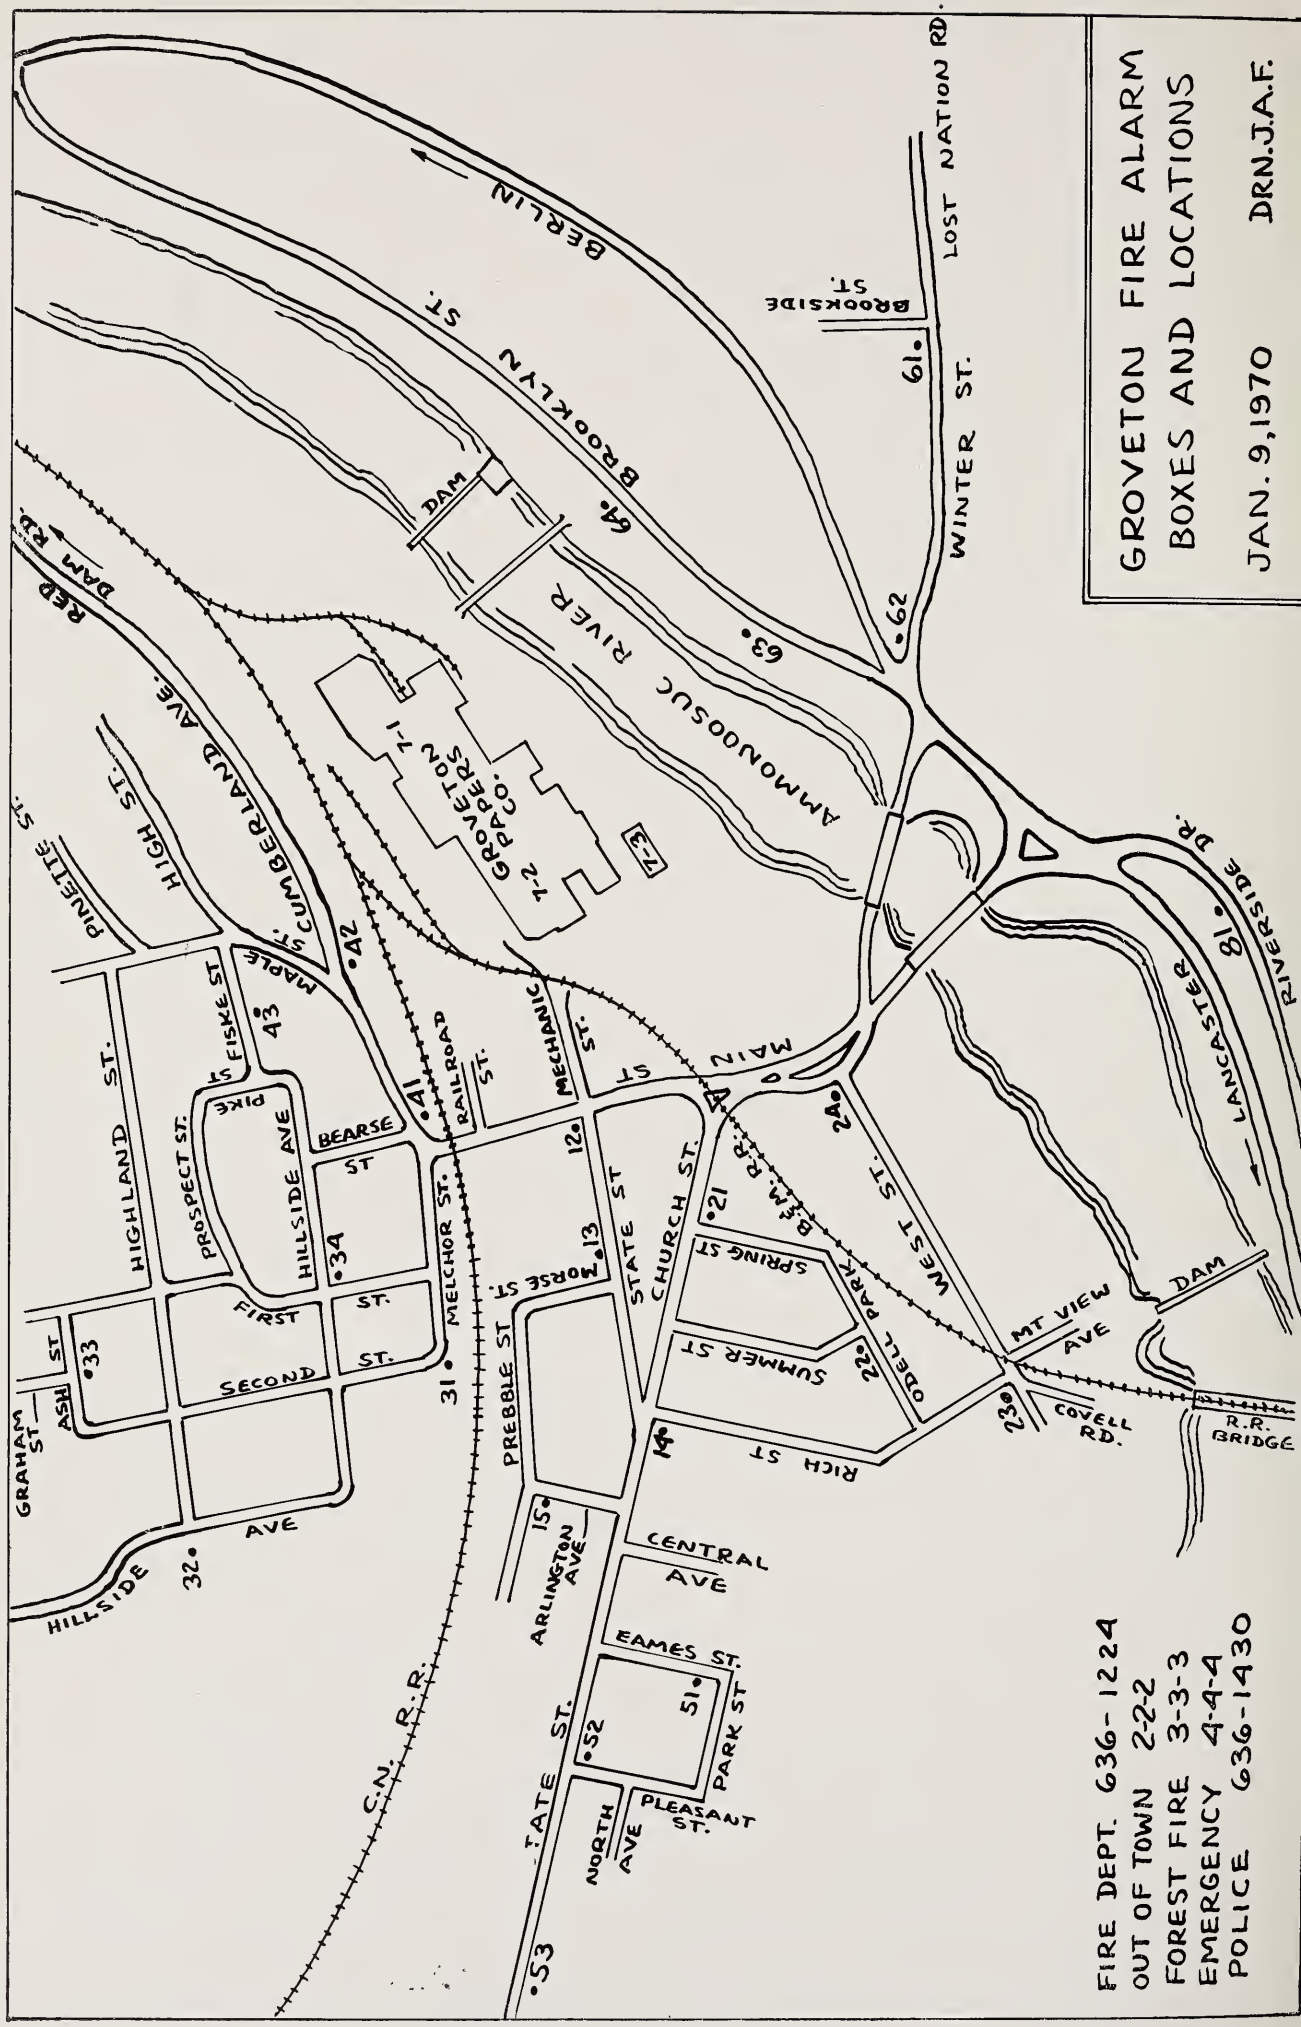 GROVETON FIRE ALARM
BOXES AND LOCATIONS
JAN. 9, 1970 DRN. J.A.F.
FIRE DEPT. 636-1224
OUT OF TOWN 2-2-2
FOREST FIRE 3-3-3
EMERGENCY 4-4-4
POLICE 636-1430
HILLSIDE
AVE
32
GRAHAM
ST
ASH
ST
33
SECOND
ST.
FIRST
ST.
31
34
HIGHLAND ST.
PROSPECT ST.
PIKE
ST
HILLSIDE AVE
FISKE ST
43
BEARSE
ST
MELCHOR ST.
41
PINETTE ST.
HIGH ST.
MAPLE
ST.
CUMBERLAND AVE.
42
RED
DAM RD.
C.N. R.R.
RAILROAD
ST.
MECHANIC
ST.
GROVETON
PAPERS
CO.
7-1
7-2
7-3
DAM
AMMONOOSUC RIVER
BROOKLYN ST.
64
63
BERLIN
62
61
BROOKSIDE
ST.
WINTER ST.
LOST NATION RD.
MAIN
ST
12
13
STATE ST
MORSE ST.
PREBBLE ST
CHURCH ST.
21
SPRING ST
SUMMER ST
ODELL PARK
22
B.&M. R.R.
24
WEST ST.
MT VIEW
AVE
23
COVELL
RD.
R.R.
BRIDGE
DAM
RICH ST
14
15
ARLINGTON
AVE
CENTRAL
AVE
EAMES ST.
51
52
PARK ST
PLEASANT
ST.
NORTH
AVE
TATE ST.
53
LANCASTER
81
RIVERSIDE DR.